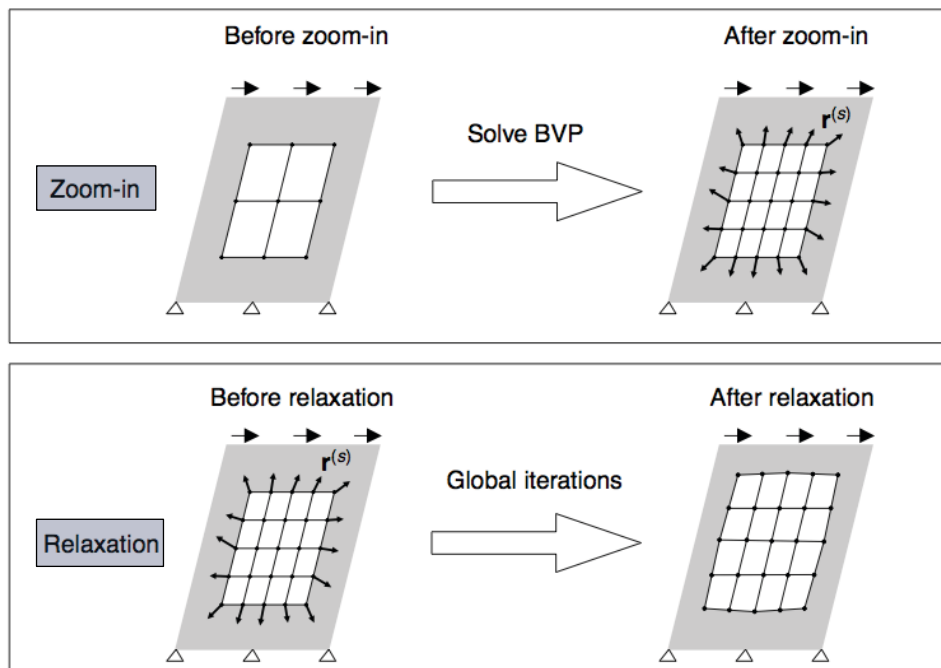 Before zoom-in
After zoom-in
Solve BVP
r(s)
Zoom-in
Before relaxation
After relaxation
r(s)
Global iterations
Relaxation